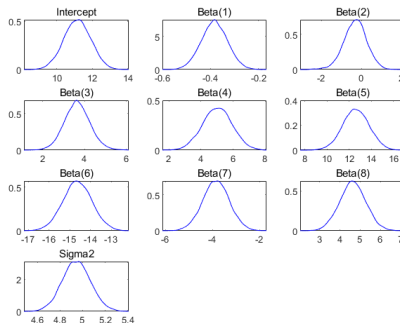 Intercept Beta(1) Beta(2)
0.5 5 0.5
0 0 0
10 12 14 -0.6 -0.4 -0.2 -2 0 2
Beta(3) Beta(4) Beta(5)
0.5 0.5 0.4
0.2
0 0 0
2 4 6 2 4 6 8 8 10 12 14 16
Beta(6) Beta(7) Beta(8)
0.5 0.5 0.5
0 0 0
-17 -16 -15 -14 -13 -6 -4 -2 3 4 5 6 7
Sigma2
2
0
4.6 4.8 5 5.2 5.4